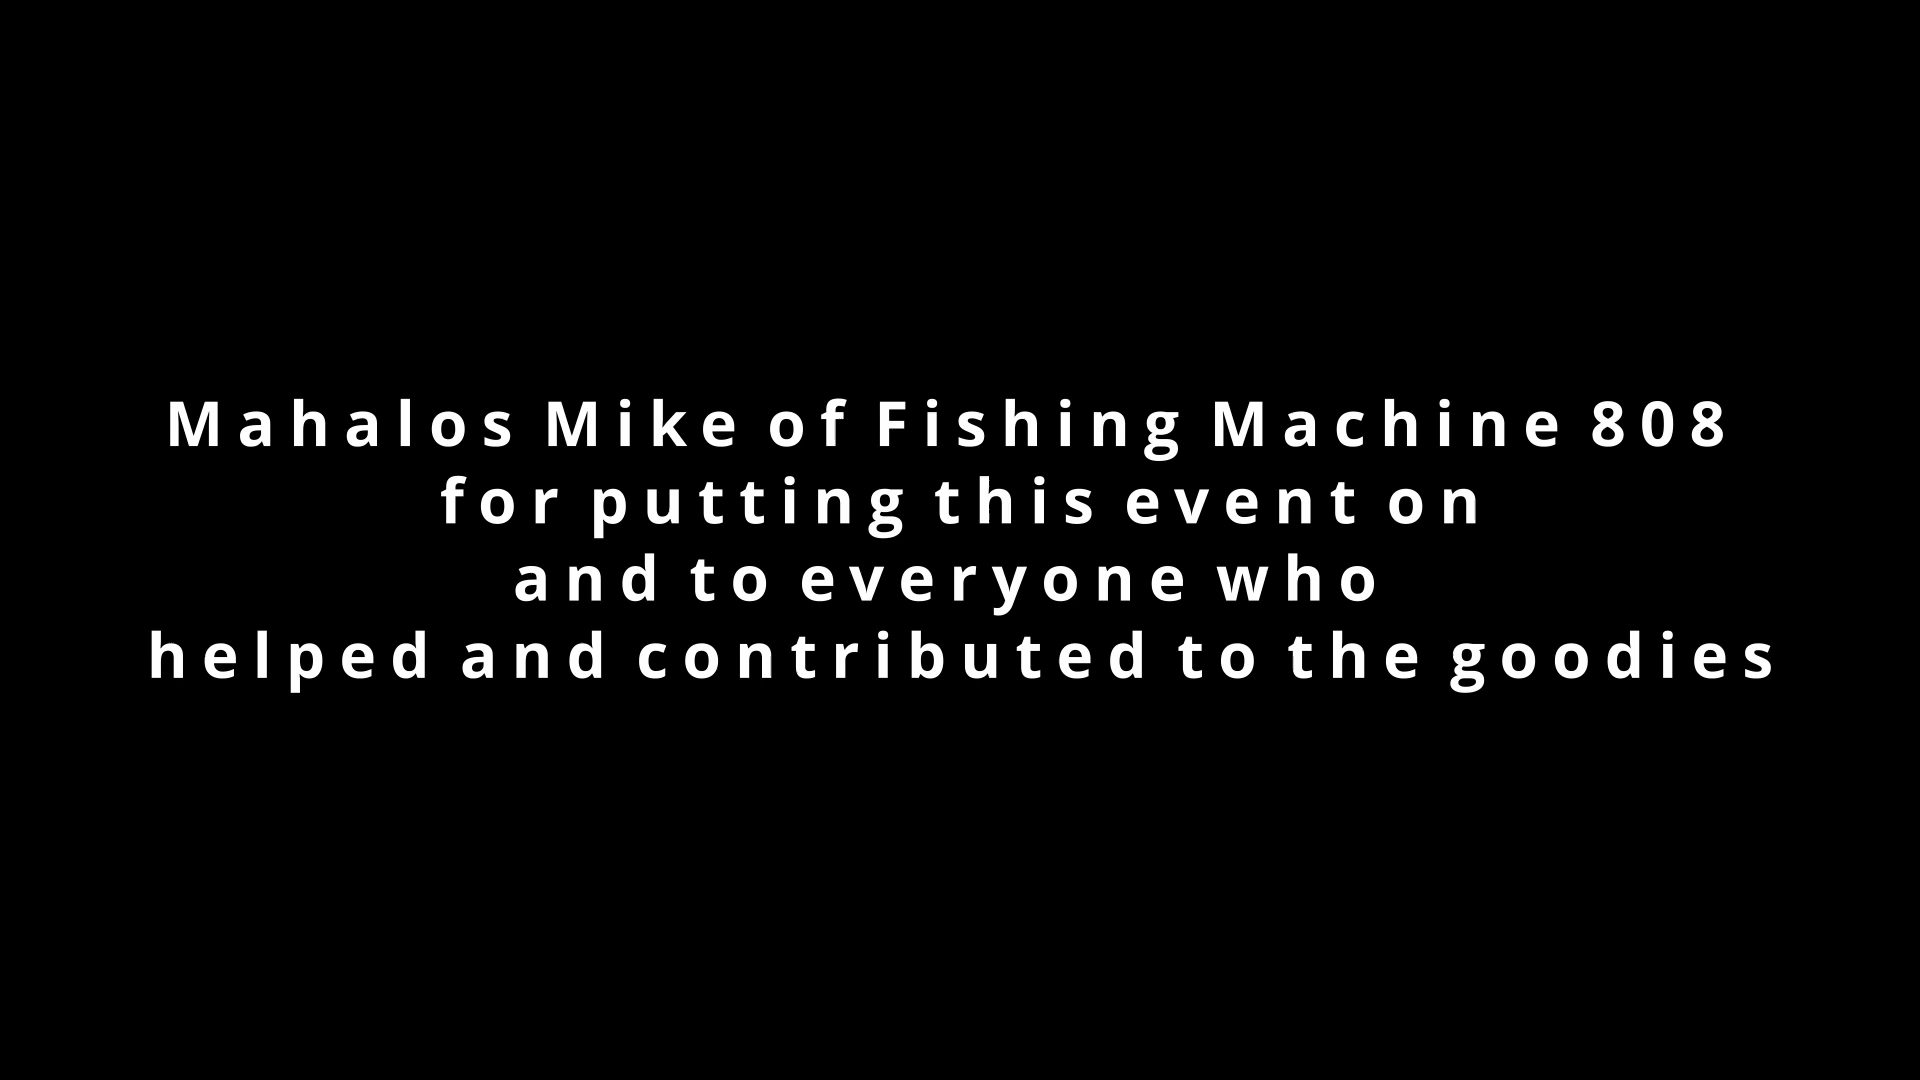 Mahalos Mike of Fishing Machine 808
for putting this event on
and to everyone who
helped and contributed to the goodies